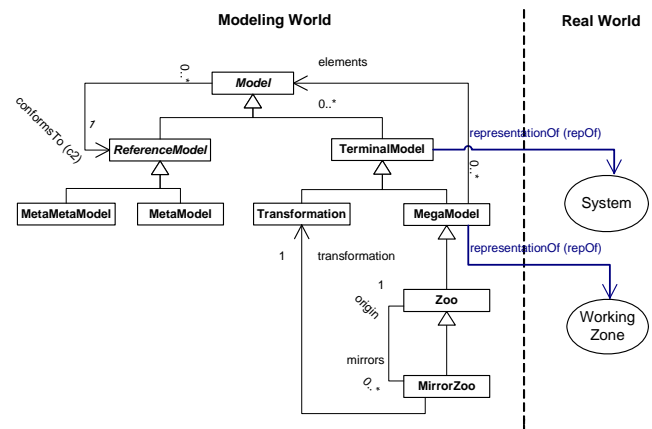 Modeling World
Real World
elements
0..*
Model
0..*
conformsTo (c2)
1
ReferenceModel
TerminalModel
representationOf (repOf)
0..*
System
MetaMetaModel
MetaModel
Transformation
MegaModel
representationOf (repOf)
1
transformation
1
origin
Zoo
Working
Zone
mirrors
0..*
MirrorZoo